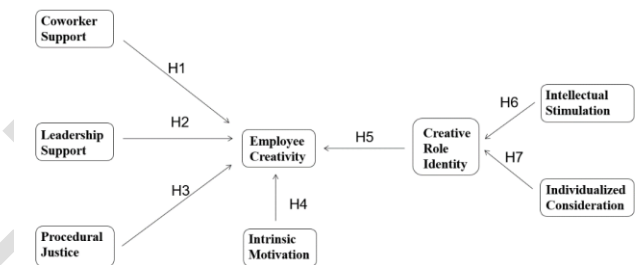 Coworker
Support
H1
Leadership
Support
H2
Procedural
Justice
H3
Employee
Creativity
H4
Intrinsic
Motivation
H5
Creative
Role
Identity
H6
Intellectual
Stimulation
H7
Individualized
Consideration